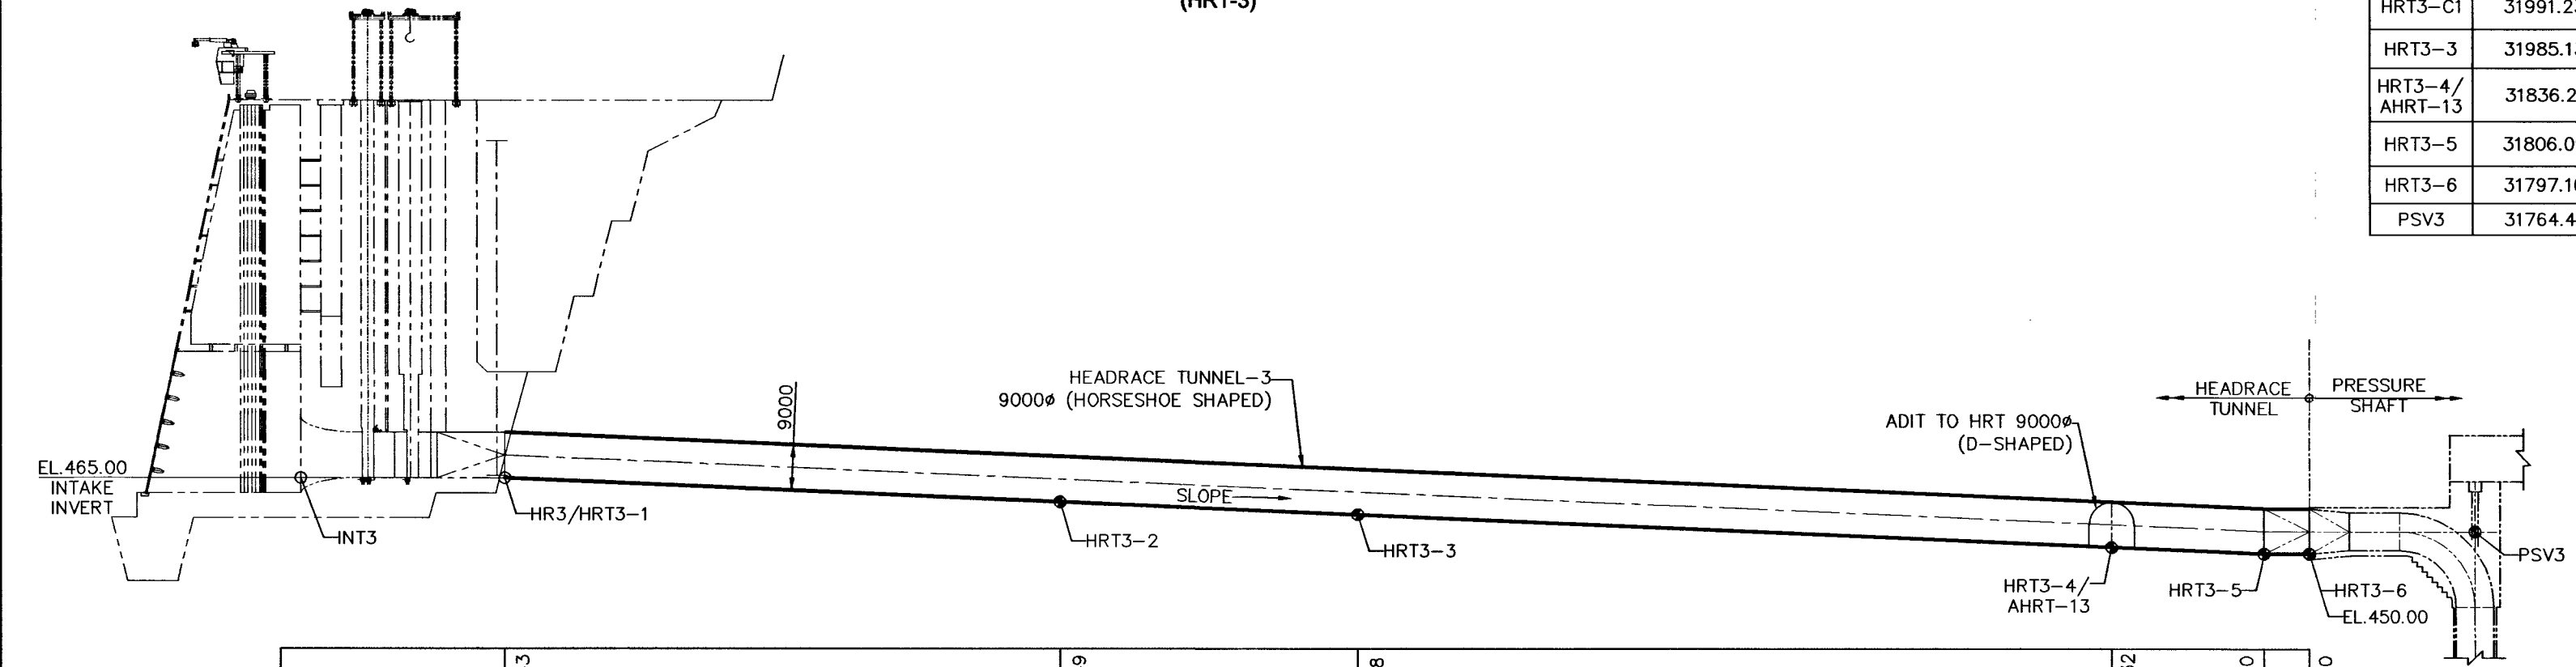 (HRT-3)
HRT3-C1
HRT3-3
HRT3-4/
AHRT-13
HRT3-5
HRT3-6
PSV3
EL.465.00
INTAKE
INVERT
INT3
HR3/HRT3-1
9000
HEADRACE TUNNEL-3
9000ø (HORSESHOE SHAPED)
HRT3-2
SLOPE
HRT3-3
ADIT TO HRT 9000ø
(D-SHAPED)
HEADRACE
TUNNEL
PRESSURE
SHAFT
HRT3-4/
AHRT-13
HRT3-5
HRT3-6
EL.450.00
PSV3